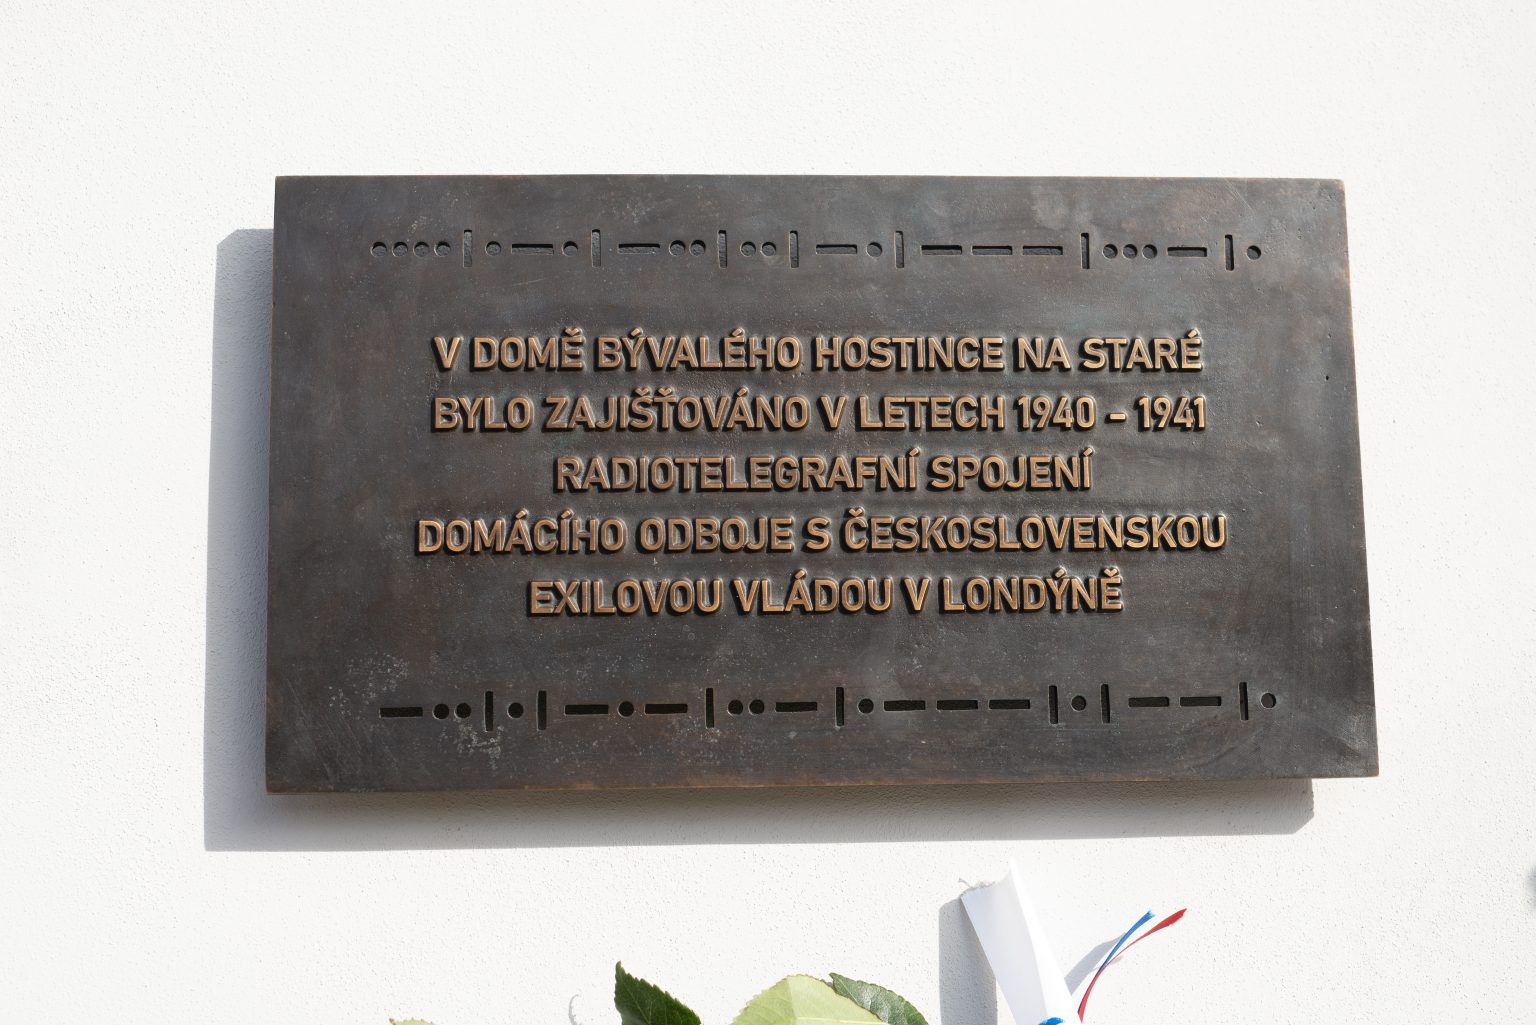 •••• | • — • | — •• | •• | — • | — — — | ••• — | •
V DOMĚ BÝVALÉHO HOSTINCE NA STARÉ
BYLO ZAJIŠŤOVÁNO V LETECH 1940 – 1941
RADIOTELEGRAFNÍ SPOJENÍ
DOMÁCÍHO ODBOJE S ČESKOSLOVENSKOU
EXILOVOU VLÁDOU V LONDÝNĚ
— •• | • | — • — | •• — | • — — — | • | — — | •